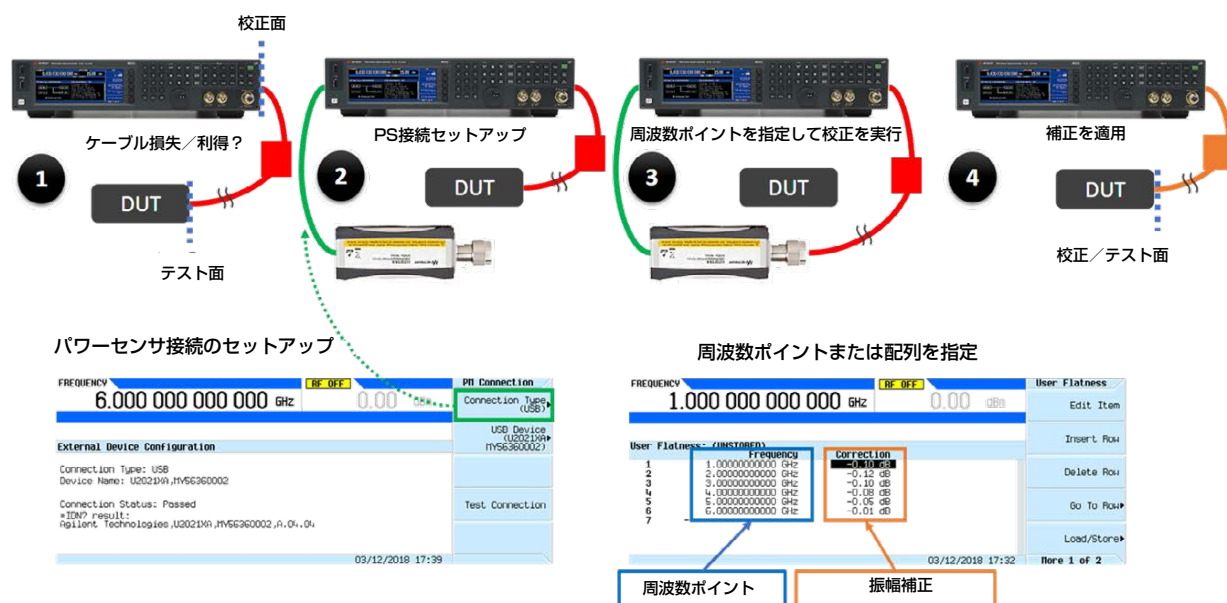 校正面
ケーブル損失／利得？
1
DUT
テスト面
PS接続セットアップ
2
DUT
周波数ポイントを指定して校正を実行
3
DUT
補正を適用
4
DUT
校正／テスト面
パワーセンサ接続のセットアップ
FREQUENCY
6.000 000 000 000 GHz
RF OFF
0.00 dBm
PM Connection
Connection Type
(USB)
USB Device
(U2021XA
MY56360002)
External Device Configuration
Connection Type: USB
Device Name: U2021XA,MY56360002
Connection Status: Passed
*IDN? result:
Agilent Technologies,U2021XA,MY56360002,A.04.04
Test Connection
03/12/2018 17:39
周波数ポイントまたは配列を指定
FREQUENCY
1.000 000 000 000 GHz
RF OFF
0.00 dBm
User Flatness
Edit Item
Insert Row
Delete Row
Go To Row
Load/Store
More 1 of 2
User Flatness: (UNSTORED)
Frequency Correction
1 1.00000000000 GHz -0.10 dB
2 2.00000000000 GHz -0.12 dB
3 3.00000000000 GHz -0.10 dB
4 4.00000000000 GHz -0.08 dB
5 5.00000000000 GHz -0.05 dB
6 6.00000000000 GHz -0.01 dB
7 -
03/12/2018 17:32
周波数ポイント
振幅補正